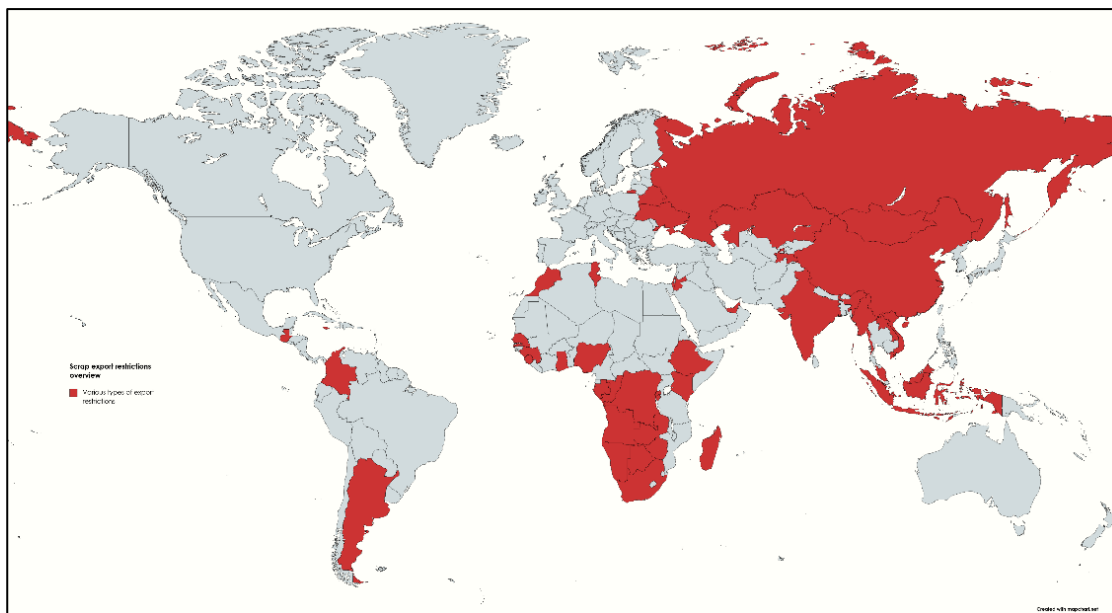 Scrap export restrictions
overview
Various types of export
restrictions
Created with mapchart.net